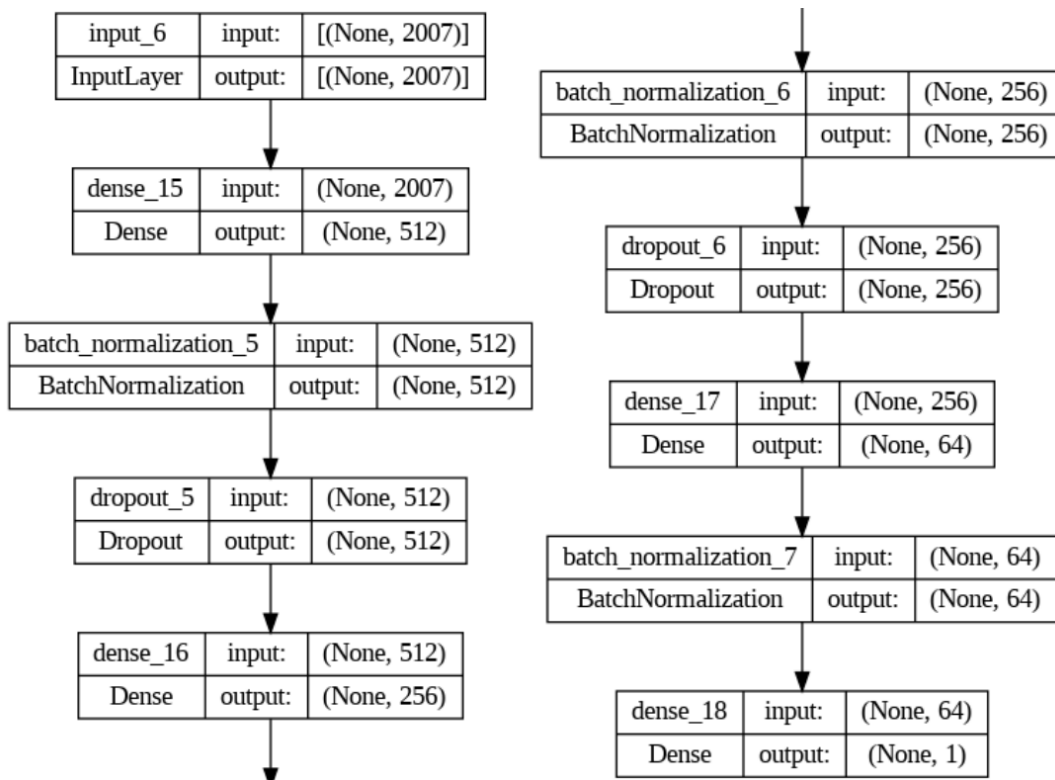 input_6 input: [(None, 2007)]
InputLayer output: [(None, 2007)]
dense_15 input: (None, 2007)
Dense output: (None, 512)
batch_normalization_5 input: (None, 512)
BatchNormalization output: (None, 512)
dropout_5 input: (None, 512)
Dropout output: (None, 512)
dense_16 input: (None, 512)
Dense output: (None, 256)
batch_normalization_6 input: (None, 256)
BatchNormalization output: (None, 256)
dropout_6 input: (None, 256)
Dropout output: (None, 256)
dense_17 input: (None, 256)
Dense output: (None, 64)
batch_normalization_7 input: (None, 64)
BatchNormalization output: (None, 64)
dense_18 input: (None, 64)
Dense output: (None, 1)